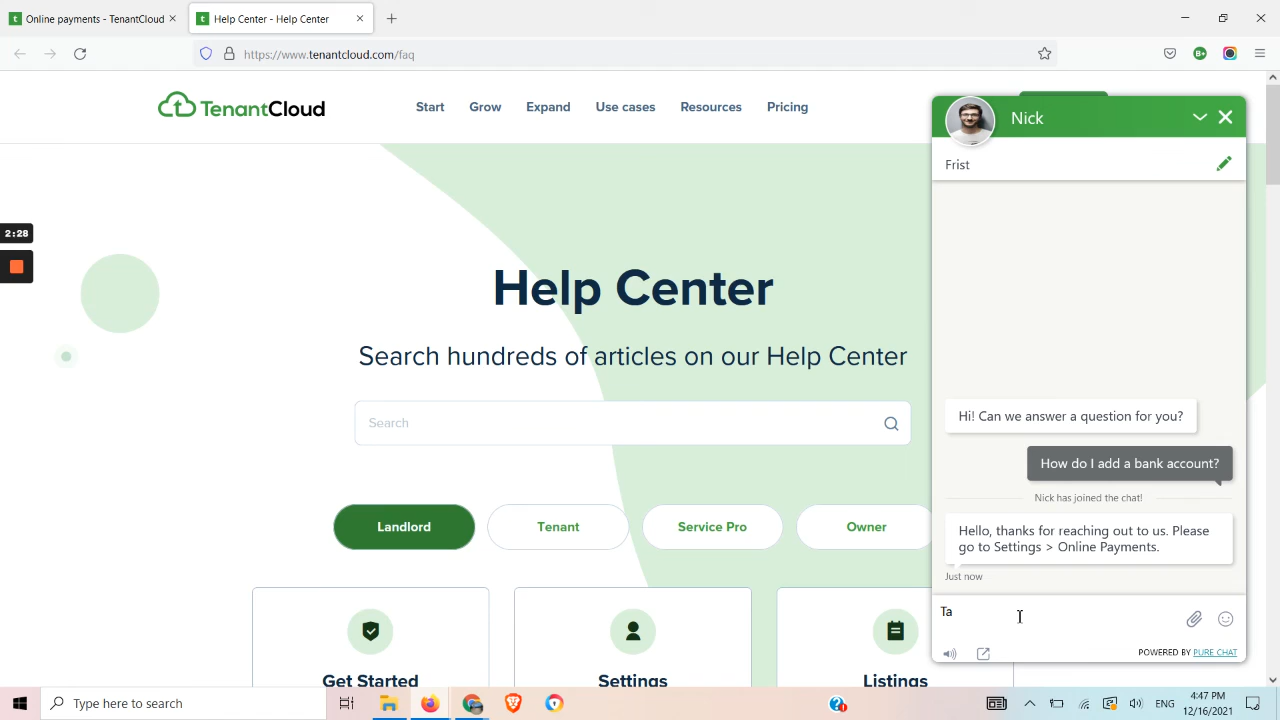 Online payments - TenantCloud
Help Center - Help Center
https://www.tenantcloud.com/faq
TenantCloud
Start
Grow
Expand
Use cases
Resources
Pricing
Nick
Frist
2:28
Help Center
Search hundreds of articles on our Help Center
Search
Landlord
Tenant
Service Pro
Owner
Get Started
Settings
Listings
Hi! Can we answer a question for you?
How do I add a bank account?
Nick has joined the chat!
Hello, thanks for reaching out to us. Please
go to Settings > Online Payments.
Just now
Ta
POWERED BY PURE CHAT
Type here to search
ENG
4:47 PM
12/16/2021